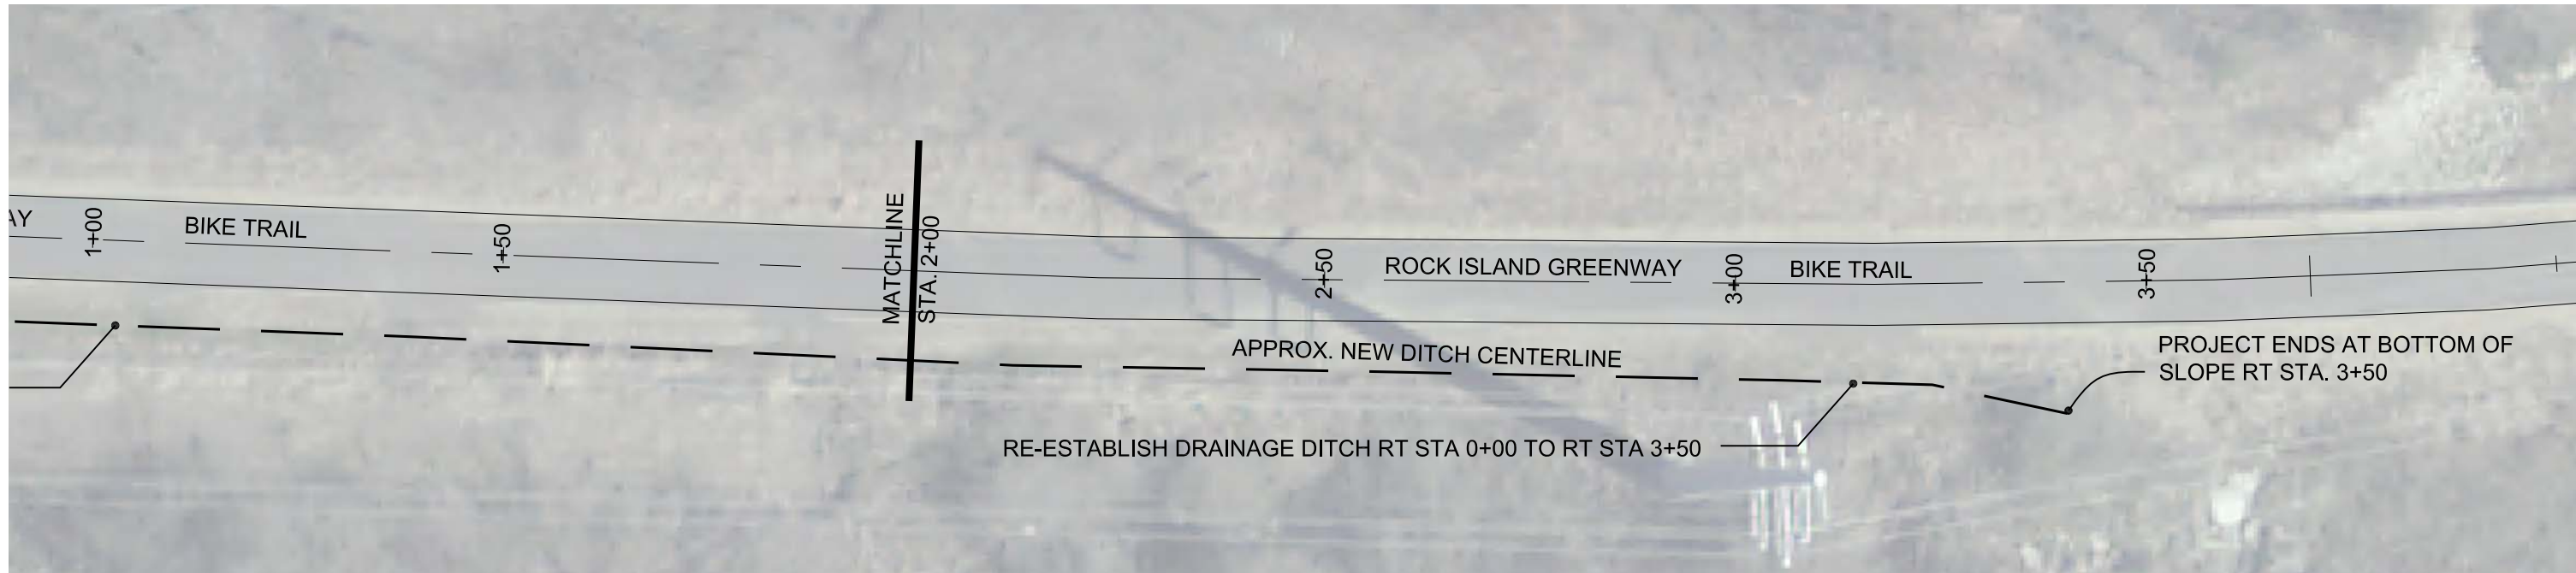 AY
1+00
BIKE TRAIL
1+50
MATCHLINE
STA. 2+00
2+50
ROCK ISLAND GREENWAY
3+00
BIKE TRAIL
3+50
APPROX. NEW DITCH CENTERLINE
PROJECT ENDS AT BOTTOM OF
SLOPE RT STA. 3+50
RE-ESTABLISH DRAINAGE DITCH RT STA 0+00 TO RT STA 3+50